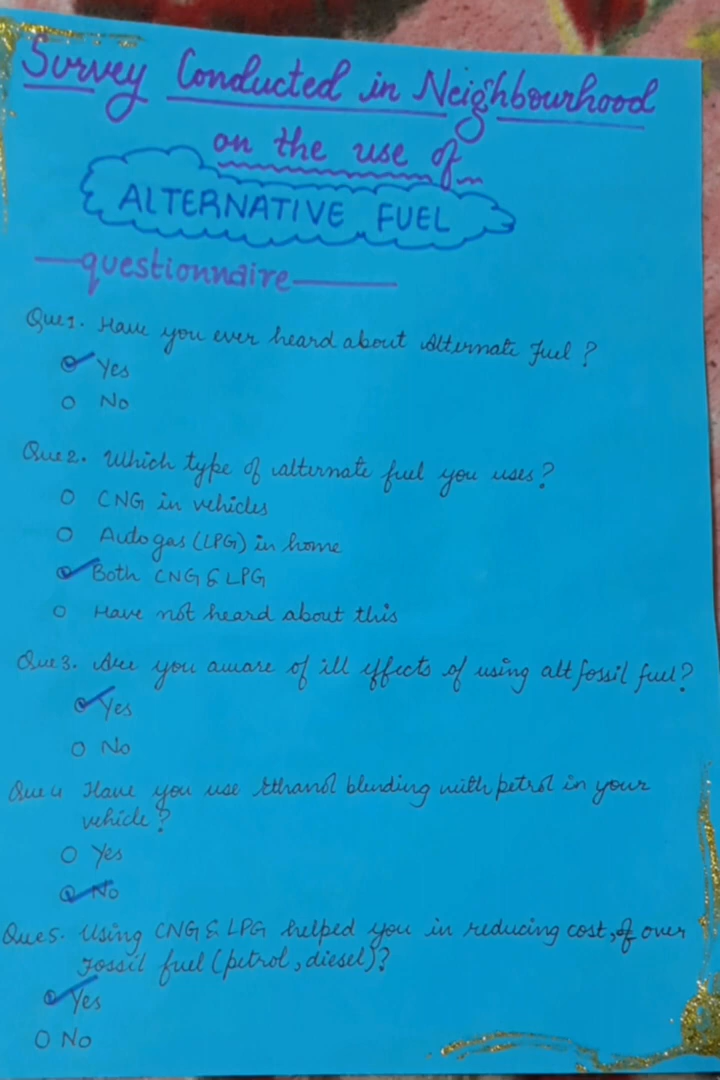 Survey Conducted in Neighbourhood
on the use of
ALTERNATIVE FUEL
questionnaire
Que1. Have you ever heard about Alternate Fuel?
Yes
No
Que2. Which type of alternate fuel you uses?
CNG in vehicles
Auto gas (LPG) in home
Both CNG & LPG
Have not heard about this
Que3. Are you aware of ill effects of using alt fossil fuel?
Yes
No
Que4 Have you use Ethanol blending with petrol in your
vehicle?
Yes
No
Que5. Using CNG & LPG helped you in reducing cost, of over
Fossil fuel (petrol, diesel)?
Yes
No